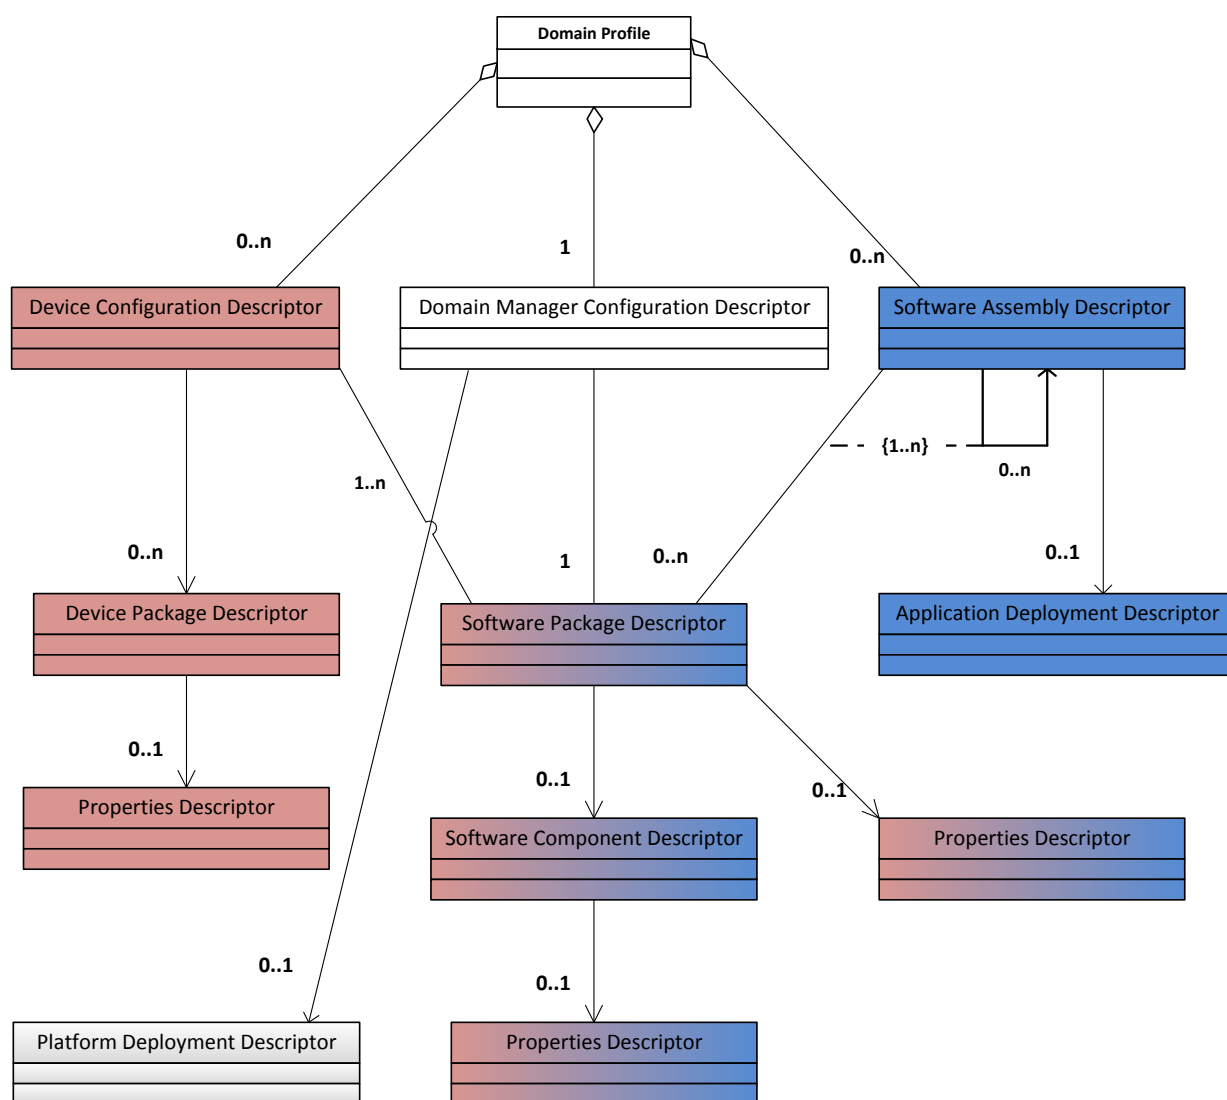 Domain Profile
0..n
1
0..n
Device Configuration Descriptor
Domain Manager Configuration Descriptor
Software Assembly Descriptor
{1..n}
0..n
1..n
0..n
1
0..n
0..1
Device Package Descriptor
Software Package Descriptor
Application Deployment Descriptor
0..1
0..1
0..1
Properties Descriptor
Software Component Descriptor
Properties Descriptor
0..1
0..1
Platform Deployment Descriptor
Properties Descriptor